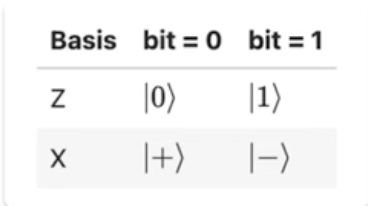 Basis bit = 0 bit = 1
Z |0⟩ |1⟩
X |+⟩ |−⟩